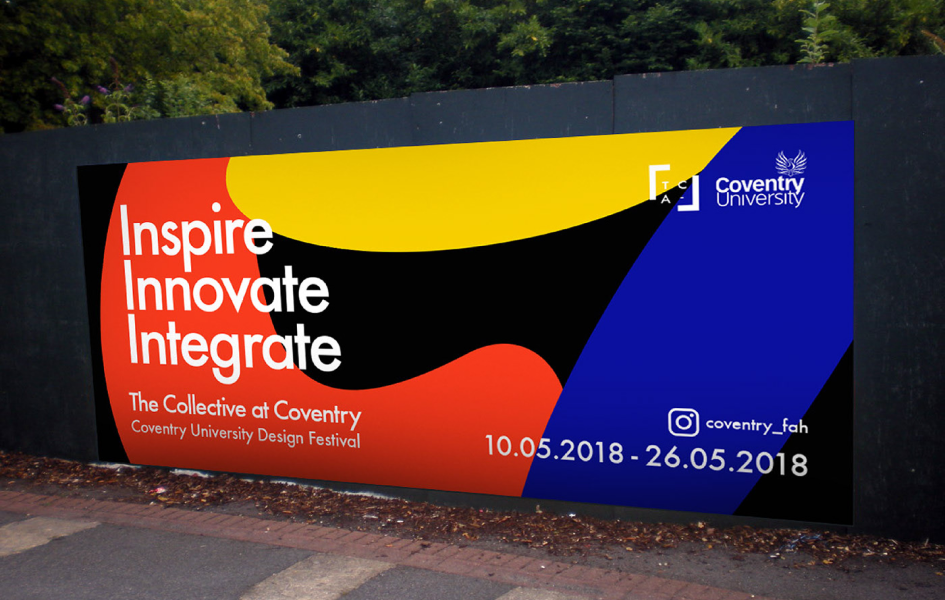 Inspire
Innovate
Integrate
The Collective at Coventry
Coventry University Design Festival
TC
A-
Coventry
University
coventry_fah
10.05.2018 - 26.05.2018